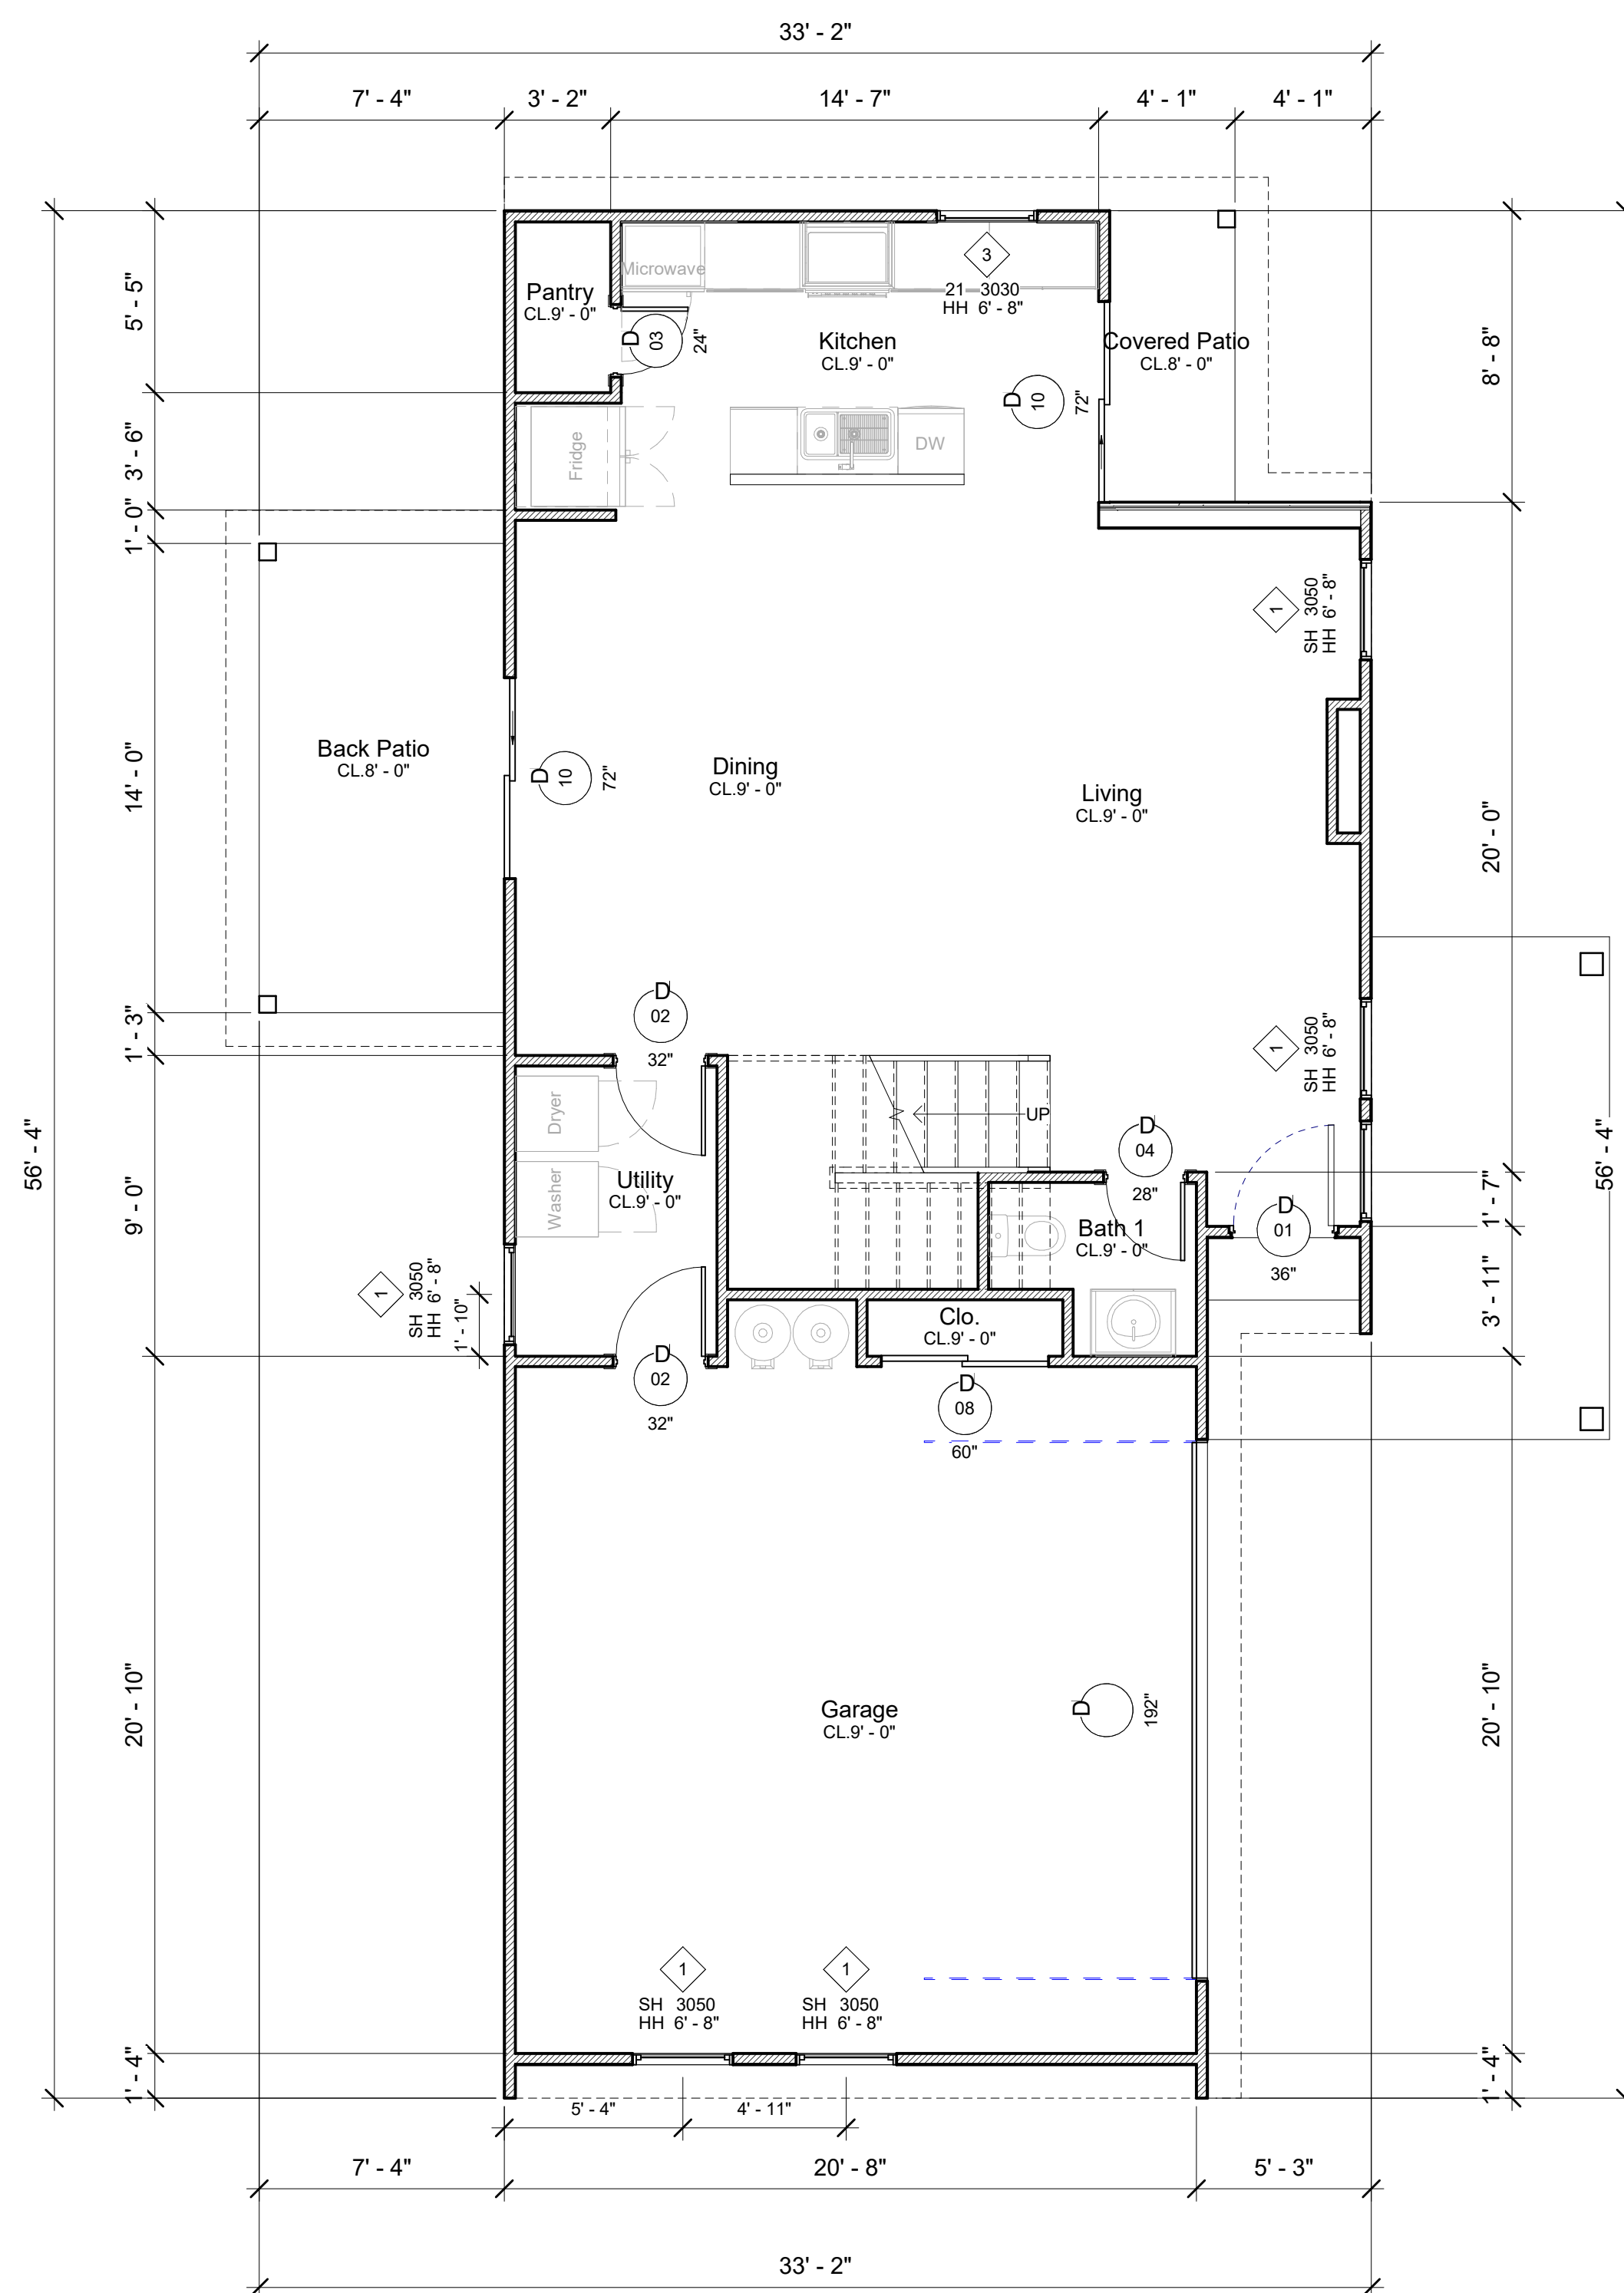 33' - 2"
7' - 4"
3' - 2"
14' - 7"
4' - 1"
4' - 1"
5' - 5"
3' - 6"
1' - 0"
14' - 0"
1' - 3"
9' - 0"
20' - 10"
1' - 4"
56' - 4"
Pantry
CL.9' - 0"
Microwave
D
03
24"
3
21 3030
HH 6' - 8"
Kitchen
CL.9' - 0"
Covered Patio
CL.8' - 0"
D
10
72"
Fridge
DW
8' - 8"
1
SH 3050
HH 6' - 8"
Back Patio
CL.8' - 0"
D
10
72"
Dining
CL.9' - 0"
Living
CL.9' - 0"
20' - 0"
D
02
32"
1
SH 3050
HH 6' - 8"
Dryer
Washer
Utility
CL.9' - 0"
UP
D
04
28"
Bath 1
CL.9' - 0"
D
01
36"
1' - 7"
56' - 4"
3' - 11"
1
SH 3050
HH 6' - 8"
1' - 10"
Clo.
CL.9' - 0"
D
02
32"
D
08
60"
Garage
CL.9' - 0"
D
192"
20' - 10"
1
SH 3050
HH 6' - 8"
1
SH 3050
HH 6' - 8"
1' - 4"
5' - 4"
4' - 11"
7' - 4"
20' - 8"
5' - 3"
33' - 2"